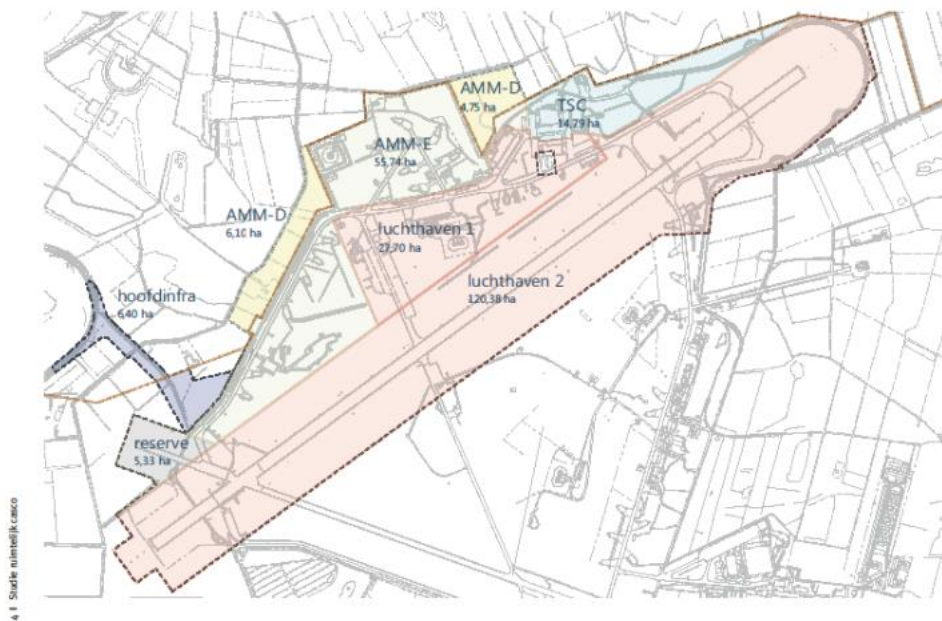 AMM-D
4,75 ha
TSC
14,79 ha
AMM-E
55,74 ha
AMM-D
6,10 ha
luchthaven 1
27,70 ha
luchthaven 2
120,38 ha
hoofdinfra
6,40 ha
reserve
5,33 ha
4 I Studie ruimtelijk casco